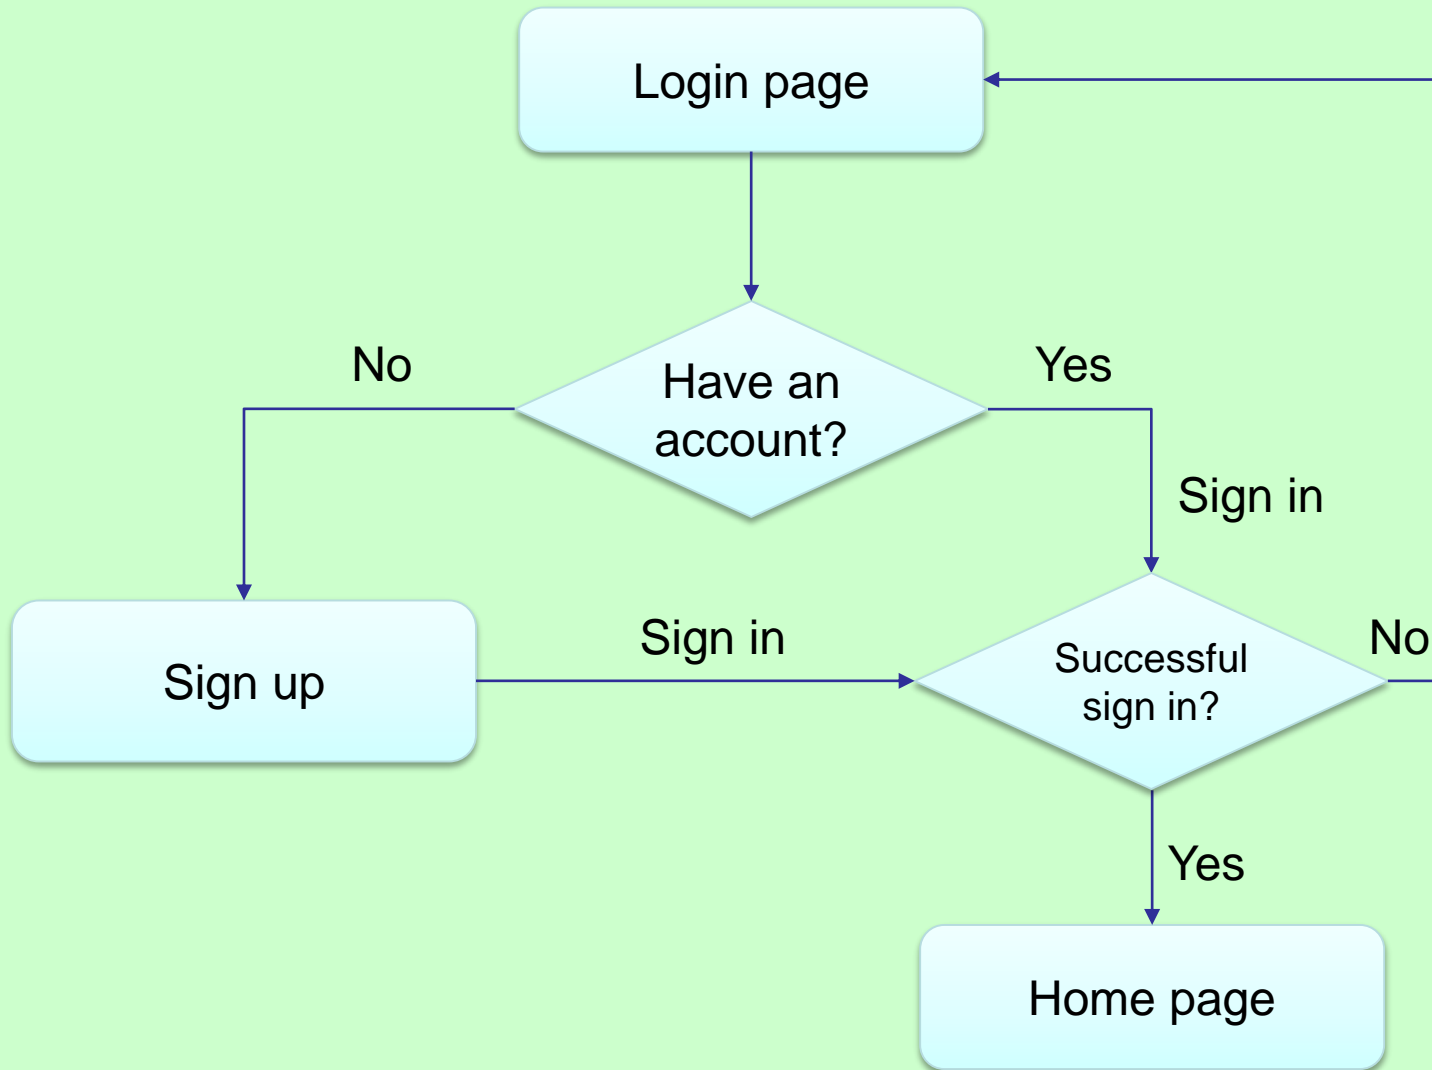 Login page
Have an
account?
No
Yes
Sign in
Sign up
Sign in
Successful
sign in?
No
Yes
Home page